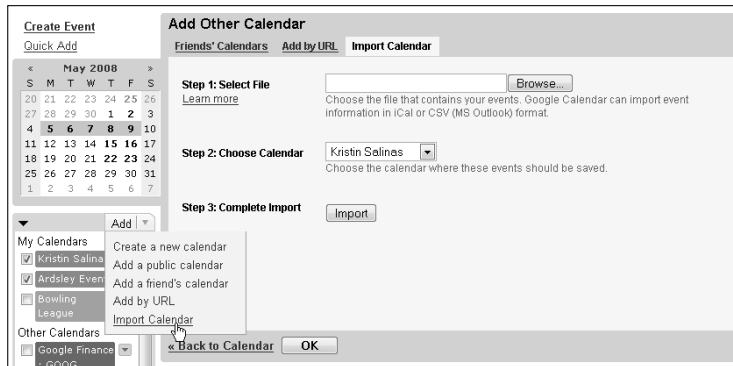 Create Event
Quick Add
« May 2008 »
S M T W T F S
20 21 22 23 24 25 26
27 28 29 30 1 2 3
4 5 6 7 8 9 10
11 12 13 14 15 16 17
18 19 20 21 22 23 24
25 26 27 28 29 30 31
1 2 3 4 5 6 7
Add
My Calendars
Kristin Salina
Ardsley Even
Bowling
League
Other Calendars
Google Finance
: GOOG
Create a new calendar
Add a public calendar
Add a friend's calendar
Add by URL
Import Calendar
Add Other Calendar
Friends' Calendars Add by URL Import Calendar
Step 1: Select File Browse...
Learn more
Choose the file that contains your events. Google Calendar can import event
information in iCal or CSV (MS Outlook) format.
Step 2: Choose Calendar Kristin Salinas
Choose the calendar where these events should be saved.
Step 3: Complete Import Import
« Back to Calendar OK